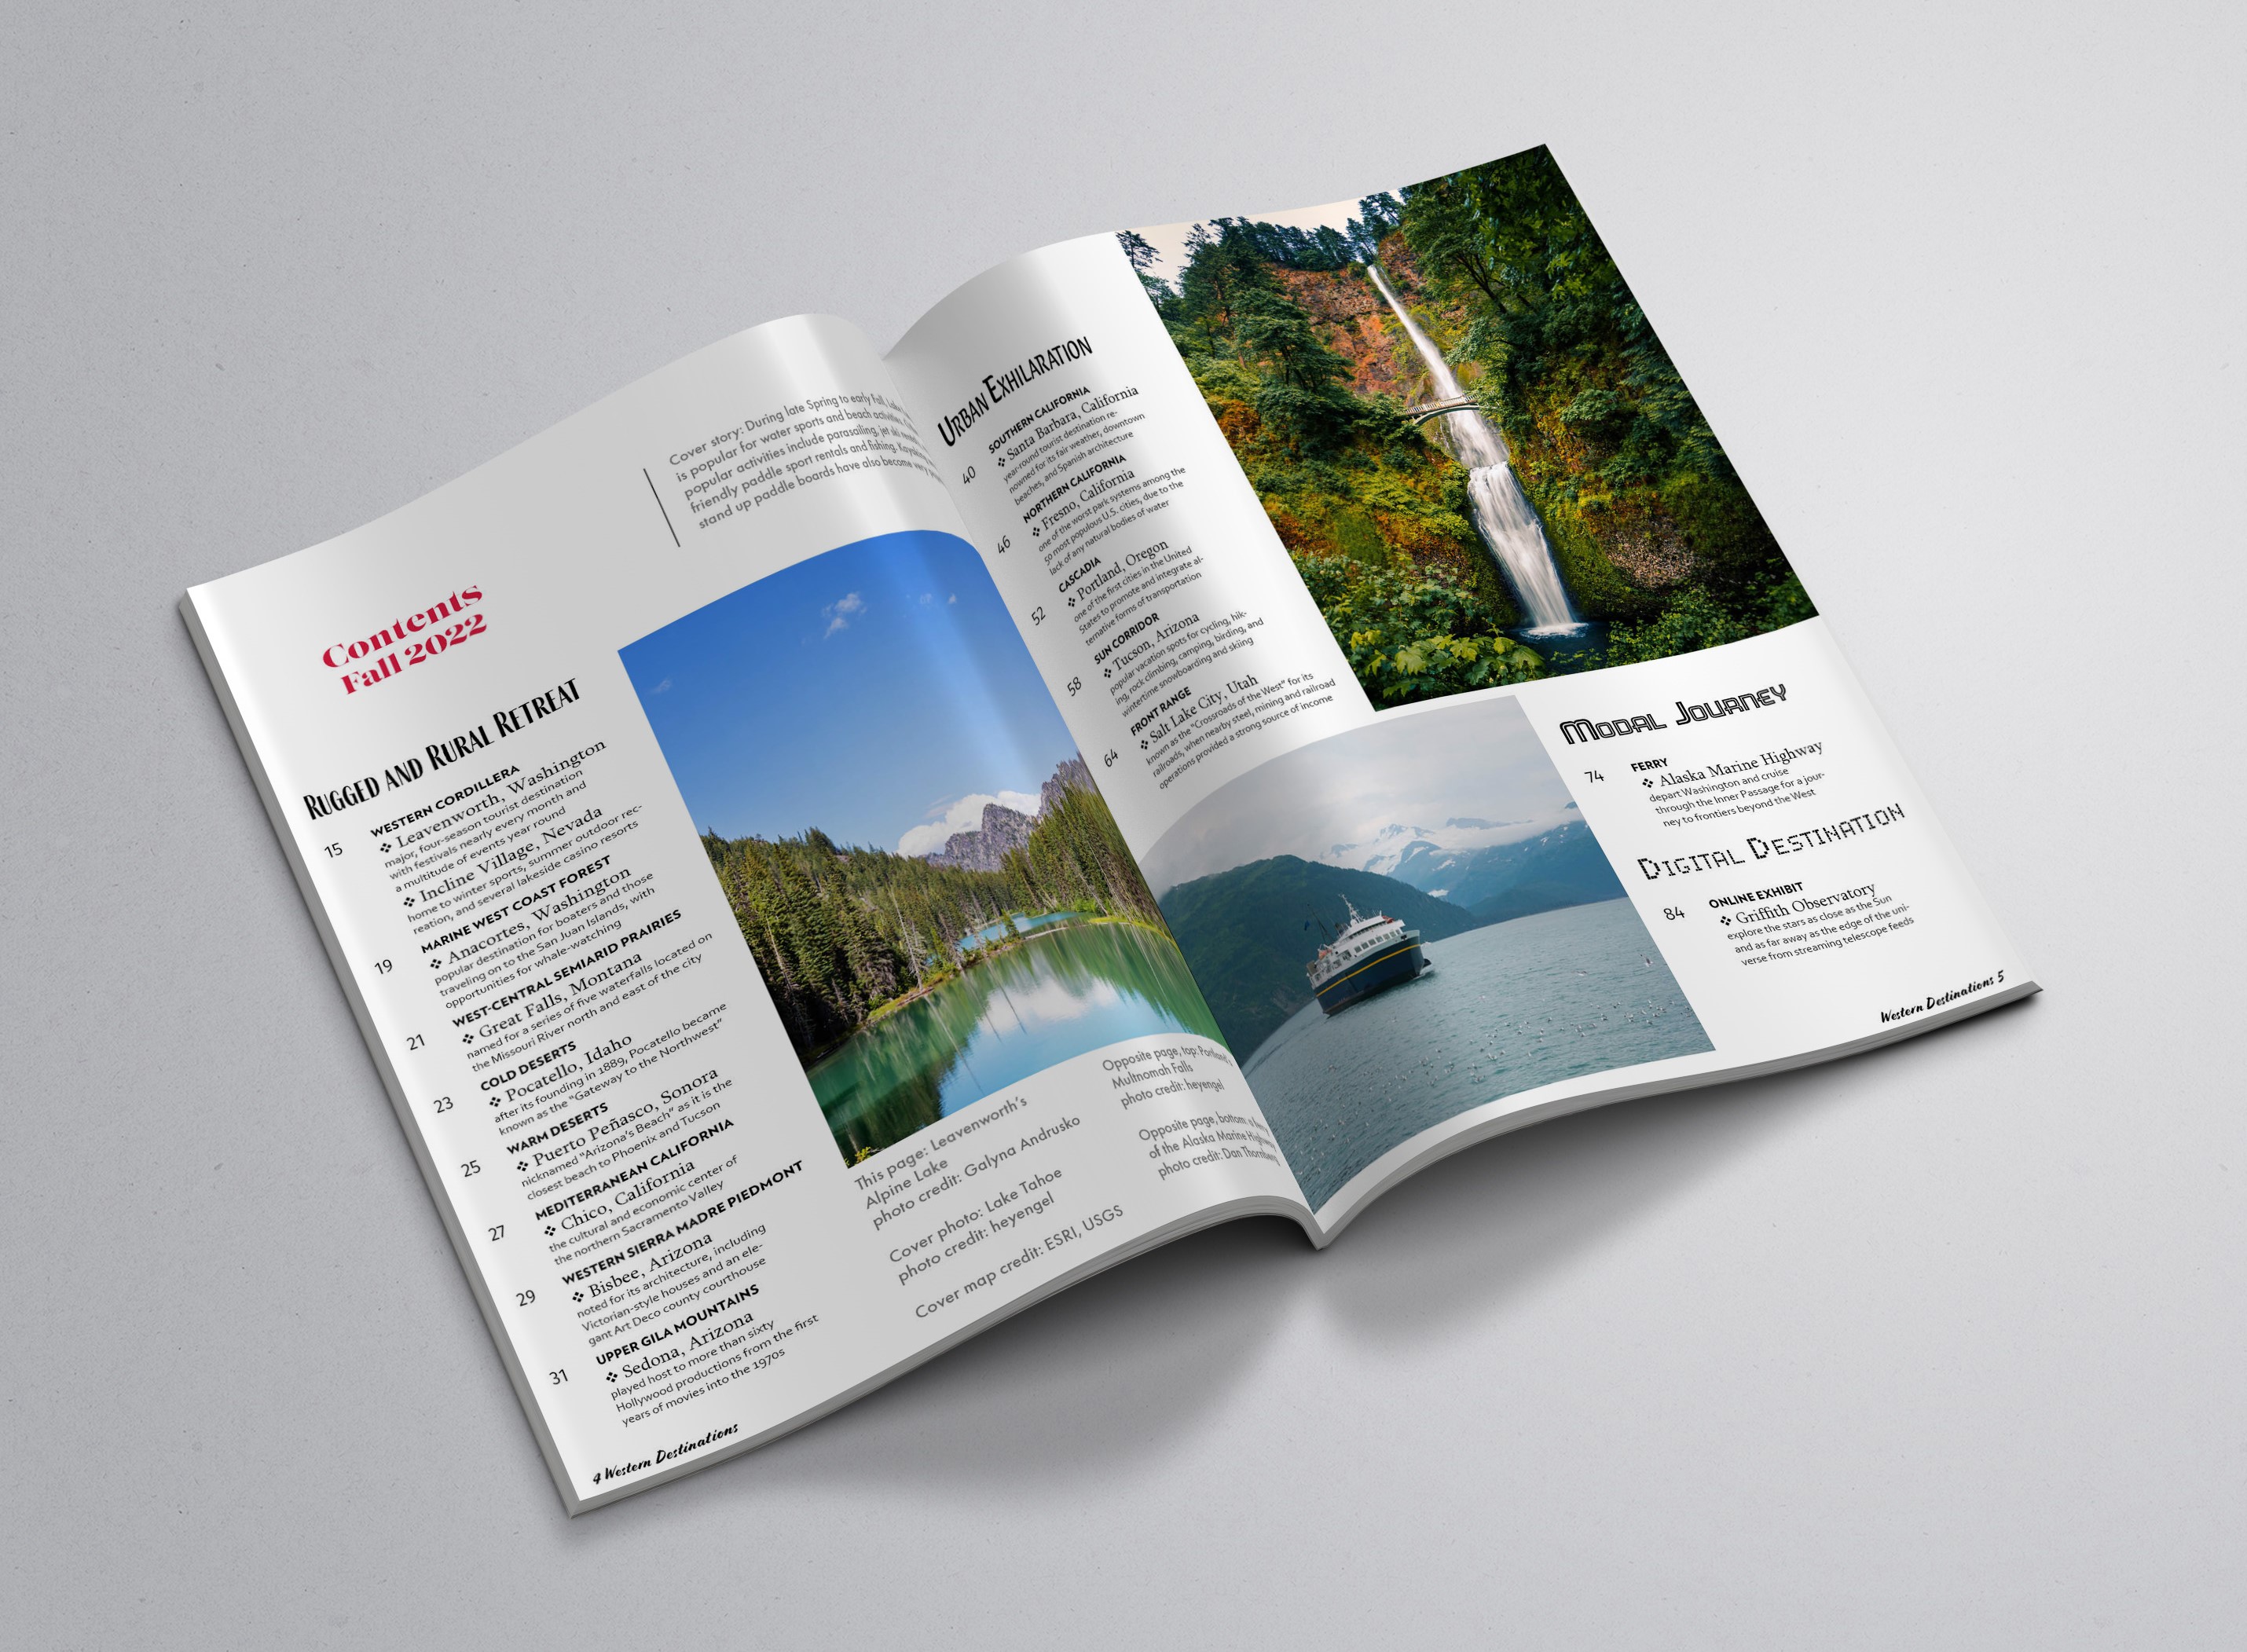 Contents
Fall 2022
Cover story: During late Spring to early Fall,
is popular for water sports and beach activities.
popular activities include parasailing, jet ski
friendly paddle sport rentals and fishing.
stand up paddle boards have also become very
RUGGED AND RURAL RETREAT
WESTERN CORDILLERA
15 ❖ Leavenworth, Washington
major, four-season tourist destination
with festivals nearly every month and
a multitude of events year round
❖ Incline Village, Nevada
home to winter sports, summer outdoor rec-
reation, and several lakeside casino resorts
MARINE WEST COAST FOREST
19 ❖ Anacortes, Washington
popular destination for boaters and those
traveling on to the San Juan Islands, with
opportunities for whale-watching
WEST-CENTRAL SEMIARID PRAIRIES
21 ❖ Great Falls, Montana
named for a series of five waterfalls located on
the Missouri River north and east of the city
COLD DESERTS
23 ❖ Pocatello, Idaho
after its founding in 1889, Pocatello became
known as the "Gateway to the Northwest"
WARM DESERTS
25 ❖ Puerto Peñasco, Sonora
nicknamed "Arizona's Beach" as it is the
closest beach to Phoenix and Tucson
MEDITERRANEAN CALIFORNIA
27 ❖ Chico, California
the cultural and economic center of
the northern Sacramento Valley
WESTERN SIERRA MADRE PIEDMONT
29 ❖ Bisbee, Arizona
noted for its architecture, including
Victorian-style houses and an ele-
gant Art Deco county courthouse
UPPER GILA MOUNTAINS
31 ❖ Sedona, Arizona
played host to more than sixty
Hollywood productions from the first
years of movies into the 1970s
This page: Leavenworth's
Alpine Lake
photo credit: Galyna Andrusko
Cover photo: Lake Tahoe
photo credit: heyengel
Cover map credit: ESRI, USGS
Opposite page, top: Portland's
Multnomah Falls
photo credit: heyengel
Opposite page, bottom:
of the Alaska Marine Highway
photo credit: Dan
4 Western Destinations
URBAN EXHILARATION
SOUTHERN CALIFORNIA
40 ❖ Santa Barbara, California
year-round tourist destination re-
nowned for its fair weather, downtown
beaches, and Spanish architecture
NORTHERN CALIFORNIA
46 ❖ Fresno, California
one of the worst park systems among the
50 most populous U.S. cities, due to the
lack of any natural bodies of water
CASCADIA
52 ❖ Portland, Oregon
one of the first cities in the United
States to promote and integrate al-
ternative forms of transportation
SUN CORRIDOR
58 ❖ Tucson, Arizona
popular vacation spots for cycling, hik-
ing, rock climbing, camping, birding, and
wintertime snowboarding and skiing
FRONT RANGE
64 ❖ Salt Lake City, Utah
known as the "Crossroads of the West" for its
railroads, when nearby steel, mining and railroad
operations provided a strong source of income
MODAL JOURNEY
74 FERRY
❖ Alaska Marine Highway
depart Washington and cruise
through the Inner Passage for a jour-
ney to frontiers beyond the West
DIGITAL DESTINATION
84 ONLINE EXHIBIT
❖ Griffith Observatory
explore the stars as close as the Sun
and as far away as the edge of the uni-
verse from streaming telescope feeds
Western Destinations 5